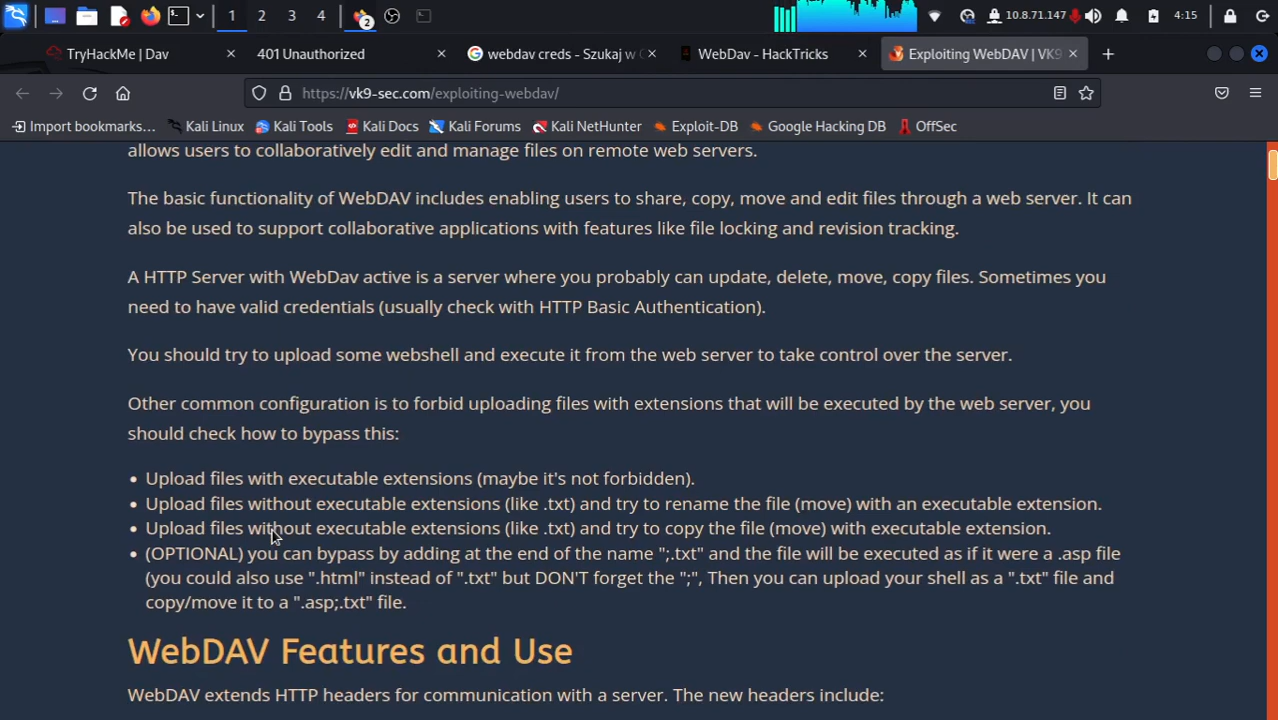 1 2 3 4 2 10.8.71.147 4:15
TryHackMe | Dav 401 Unauthorized webdav creds - Szukaj w G WebDav - HackTricks Exploiting WebDAV | VK9
https://vk9-sec.com/exploiting-webdav/
Import bookmarks... Kali Linux Kali Tools Kali Docs Kali Forums Kali NetHunter Exploit-DB Google Hacking DB OffSec
allows users to collaboratively edit and manage files on remote web servers.
The basic functionality of WebDAV includes enabling users to share, copy, move and edit files through a web server. It can
also be used to support collaborative applications with features like file locking and revision tracking.
A HTTP Server with WebDav active is a server where you probably can update, delete, move, copy files. Sometimes you
need to have valid credentials (usually check with HTTP Basic Authentication).
You should try to upload some webshell and execute it from the web server to take control over the server.
Other common configuration is to forbid uploading files with extensions that will be executed by the web server, you
should check how to bypass this:
• Upload files with executable extensions (maybe it's not forbidden).
• Upload files without executable extensions (like .txt) and try to rename the file (move) with an executable extension.
• Upload files without executable extensions (like .txt) and try to copy the file (move) with executable extension.
• (OPTIONAL) you can bypass by adding at the end of the name ";.txt" and the file will be executed as if it were a .asp file
(you could also use ".html" instead of ".txt" but DON'T forget the ";", Then you can upload your shell as a ".txt" file and
copy/move it to a ".asp;.txt" file.
WebDAV Features and Use
WebDAV extends HTTP headers for communication with a server. The new headers include: